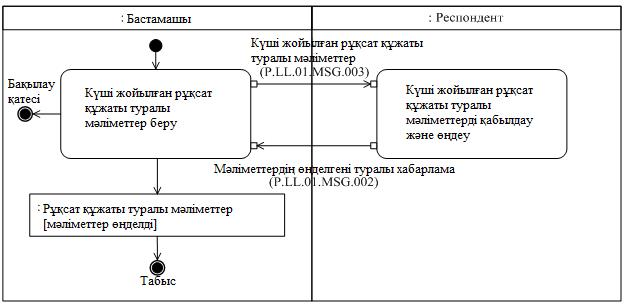 : Бастамашы
: Респондент
Күші жойылған рұқсат құжаты
туралы мәліметтер
(P.LL.01.MSG.003)
Бақылау
қатесі
Күші жойылған рұқсат
құжаты туралы
мәліметтер беру
Күші жойылған рұқсат
құжаты туралы
мәліметтерді қабылдау
және өңдеу
Мәліметтердің өңделгені туралы хабарлама
(P.LL.01.MSG.002)
: Рұқсат құжаты туралы мәліметтер
[мәліметтер өңделді]
Табыс